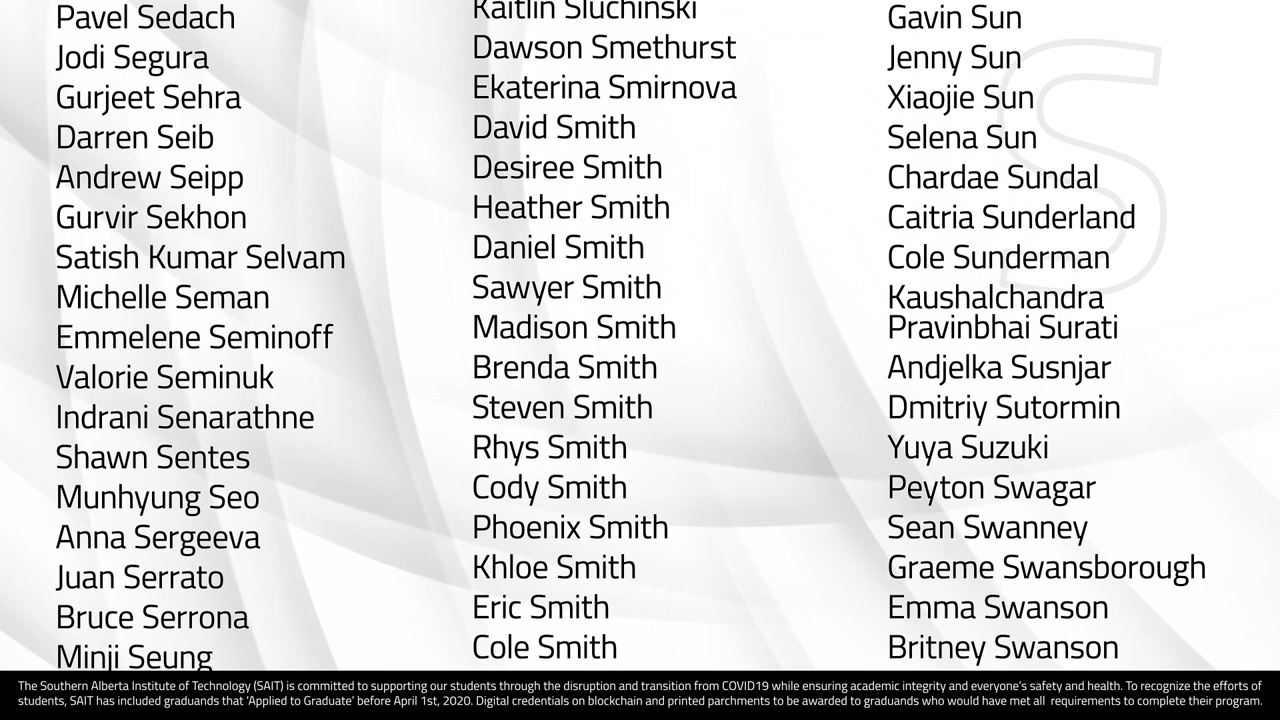 Pavel Sedach
Jodi Segura
Gurjeet Sehra
Darren Seib
Andrew Seipp
Gurvir Sekhon
Satish Kumar Selvam
Michelle Seman
Emmelene Seminoff
Valorie Seminuk
Indrani Senarathne
Shawn Sentes
Munhyung Seo
Anna Sergeeva
Juan Serrato
Bruce Serrona
Minji Seung
Kaitlin Sluchinski
Dawson Smethurst
Ekaterina Smirnova
David Smith
Desiree Smith
Heather Smith
Daniel Smith
Sawyer Smith
Madison Smith
Brenda Smith
Steven Smith
Rhys Smith
Cody Smith
Phoenix Smith
Khloe Smith
Eric Smith
Cole Smith
S
Gavin Sun
Jenny Sun
Xiaojie Sun
Selena Sun
Chardae Sundal
Caitria Sunderland
Cole Sunderman
Kaushalchandra
Pravinbhai Surati
Andjelka Susnjar
Dmitriy Sutormin
Yuya Suzuki
Peyton Swagar
Sean Swanney
Graeme Swansborough
Emma Swanson
Britney Swanson
The Southern Alberta Institute of Technology (SAIT) is committed to supporting our students through the disruption and transition from COVID19 while ensuring academic integrity and everyone's safety and health. To recognize the efforts of
students, SAIT has included graduands that 'Applied to Graduate' before April 1st, 2020. Digital credentials on blockchain and printed parchments to be awarded to graduands who would have met all requirements to complete their program.